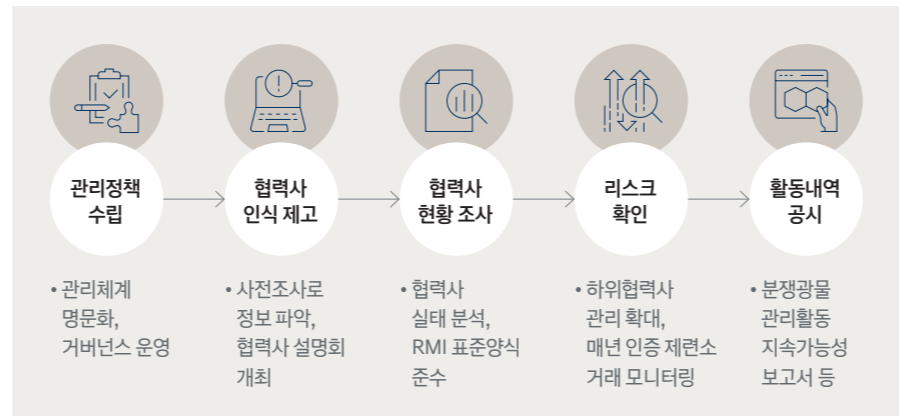 관리정책
수립
협력사
인식 제고
협력사
현황 조사
리스크
확인
활동내역
공시
• 관리체계
명문화,
거버넌스 운영
• 사전조사로
정보 파악,
협력사 설명회
개최
• 협력사
실태 분석,
RMI 표준양식
준수
• 하위협력사
관리 확대,
매년 인증 제련소
거래 모니터링
• 분쟁광물
관리활동
지속가능성
보고서 등